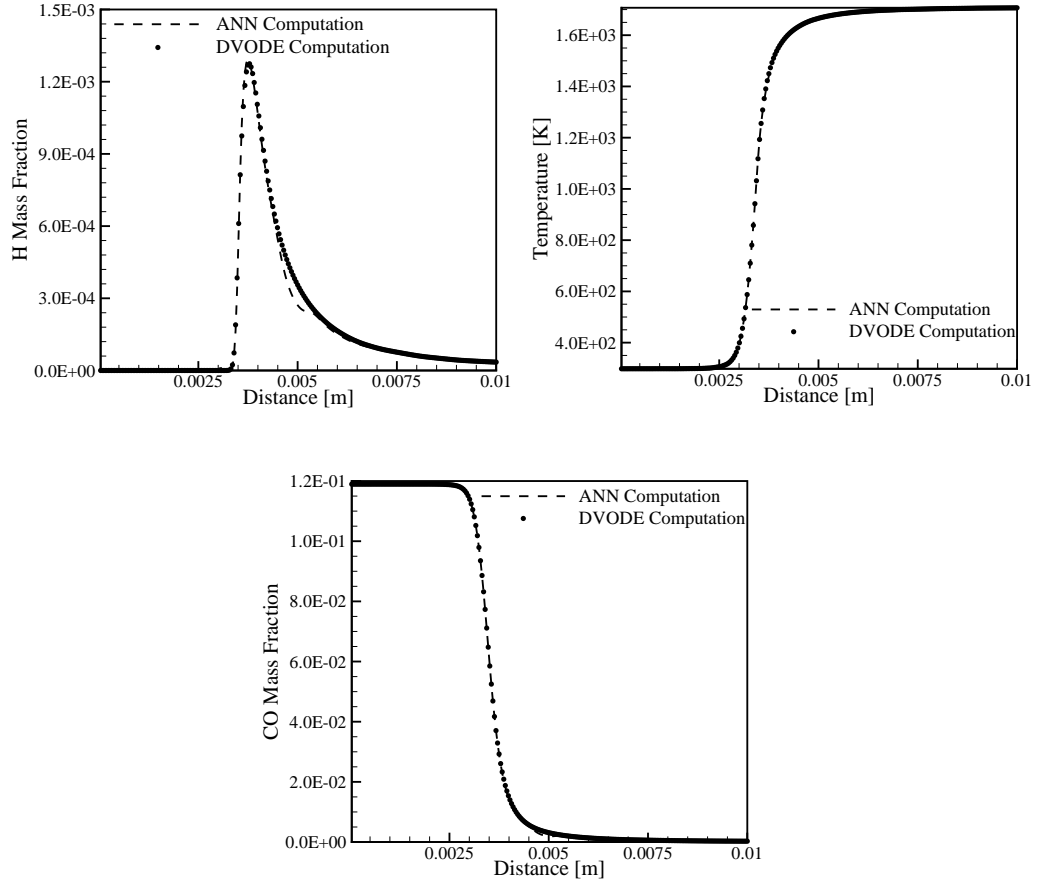 1.5E-03
ANN Computation
DVODE Computation
1.2E-03
9.0E-04
6.0E-04
3.0E-04
0.0E+00
H Mass Fraction
0.0025
0.005
0.0075
0.01
Distance [m]
1.6E+03
1.4E+03
1.2E+03
1.0E+03
8.0E+02
6.0E+02
4.0E+02
Temperature [K]
ANN Computation
DVODE Computation
0.0025
0.005
0.0075
0.01
Distance [m]
1.2E-01
ANN Computation
DVODE Computation
1.0E-01
8.0E-02
6.0E-02
4.0E-02
2.0E-02
0.0E+00
CO Mass Fraction
0.0025
0.005
0.0075
0.01
Distance [m]